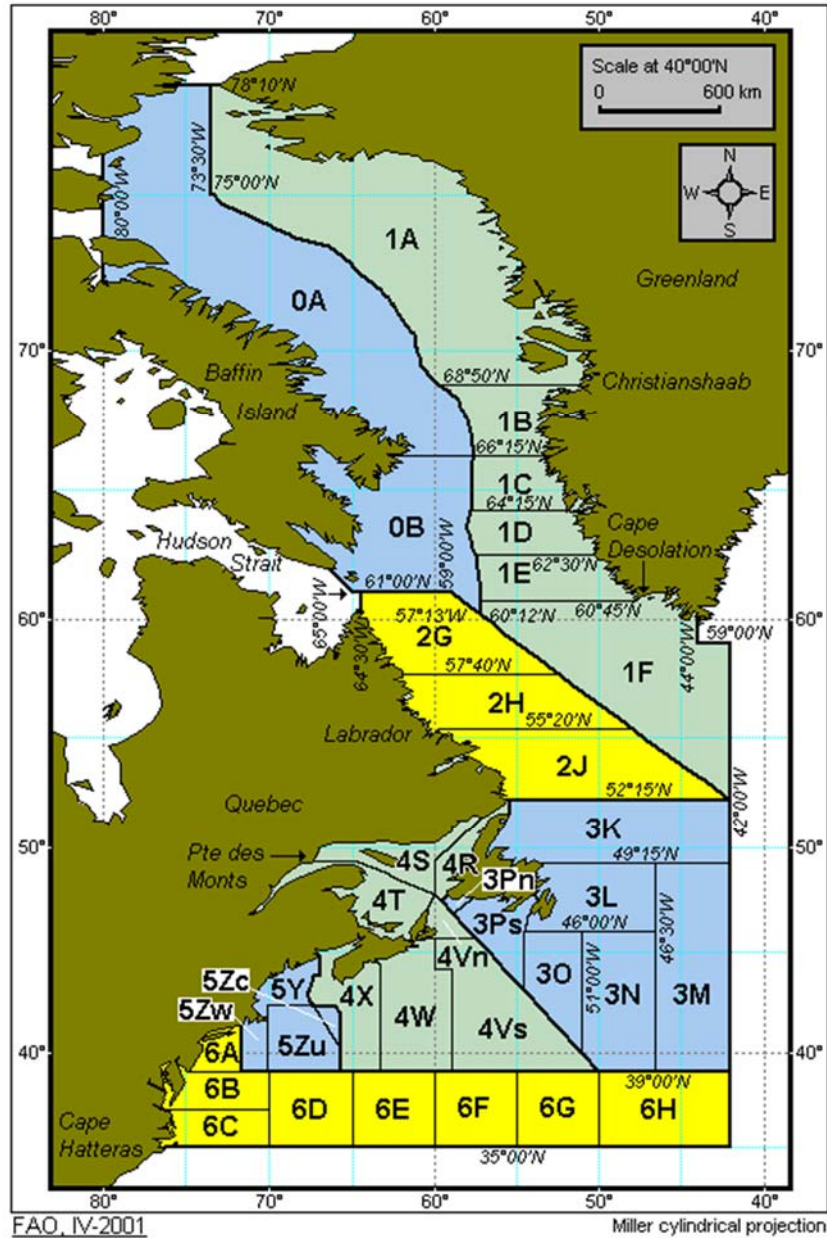 80° 70° 60° 50° 40°
Scale at 40°00'N
0 600 km
N
W E
S
78°10'N
73°30'W
75°00'N
80°00'W
1A
0A
Greenland
70° 70°
Baffin
Island
68°50'N
Christianshaab
1B
66°15'N
1C
64°15'N
0B
59°00'W
1D
Cape
Desolation
62°30'N
1E
Hudson
Strait
61°00'N
65°00'W
60°45'N
60° 60°
57°13'W
60°12'N
59°00'N
2G
64°30'W
44°00'W
1F
57°40'N
2H
55°20'N
Labrador
2J
52°15'N
42°00'W
Quebec
3K
50° 50°
49°15'N
Pte des
Monts
4S
4R
3Pn
4T
3L
46°00'N
46°30'W
3Ps
4Vn
3O
51°00'W
3N
3M
5Zc
5Y
4X
4W
4Vs
5Zw
5Zu
40° 40°
6A
39°00'N
6B
6D
6E
6F
6G
6H
6C
Cape
Hatteras
35°00'N
80° 70° 60° 50° 40°
FAO, IV-2001
Miller cylindrical projection